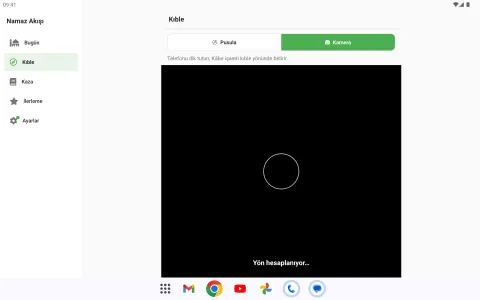 09:41
Namaz Akışı
Bugün
Kıble
Kaza
İlerleme
Ayarlar
Kıble
Pusula
Kamera
Telefonu dik tutun; Kâbe işareti kıble yönünde belirir.
Yön hesaplanıyor...